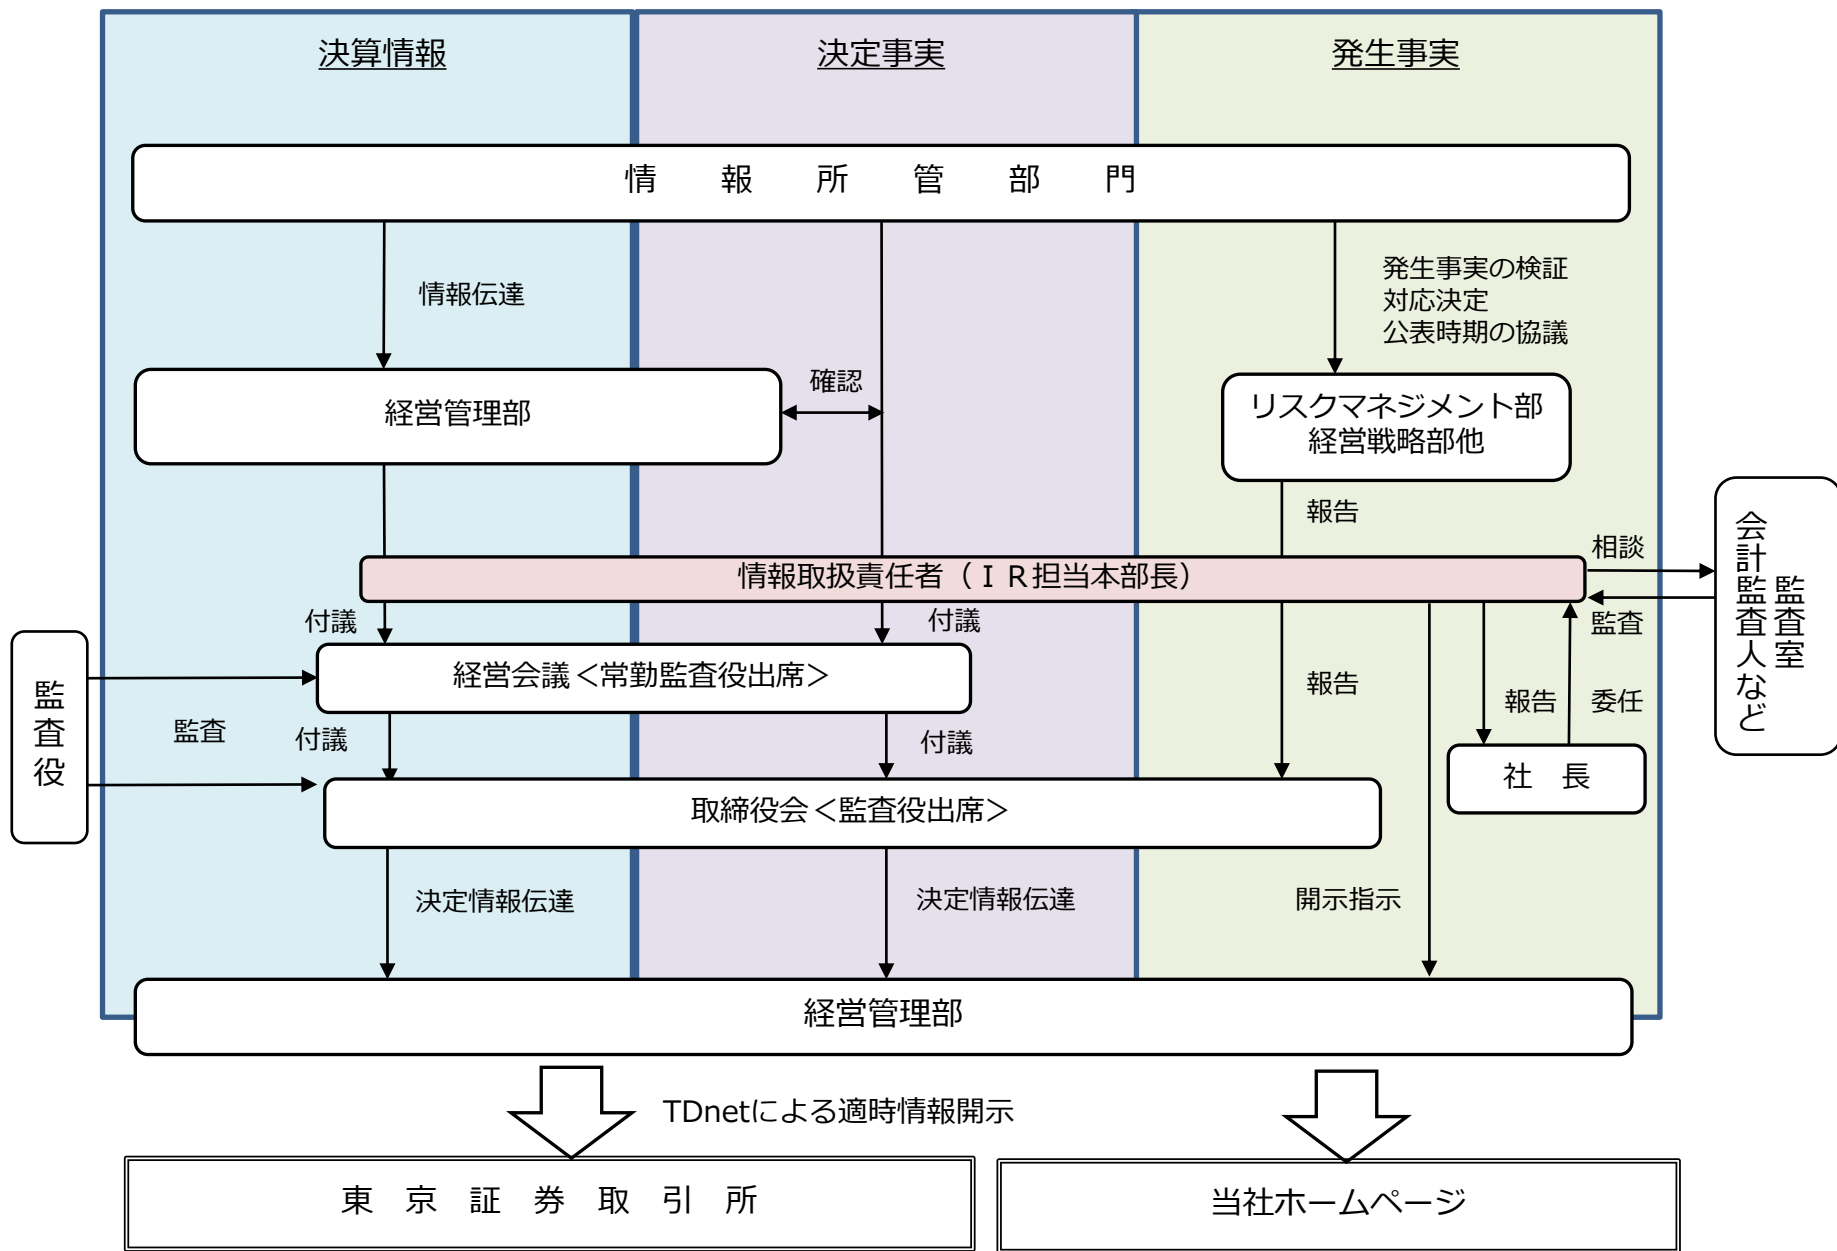 決算情報
決定事実
発生事実
情報所管部門
情報伝達
発生事実の検証
対応決定
公表時期の協議
経営管理部
確認
リスクマネジメント部
経営戦略部他
報告
情報取扱責任者（ＩＲ担当本部長）
相談
監査
監査室
会計監査人など
付議
付議
経営会議＜常勤監査役出席＞
監査役
監査
付議
付議
報告
報告
委任
社　長
取締役会＜監査役出席＞
決定情報伝達
決定情報伝達
開示指示
経営管理部
TDnetによる適時情報開示
東京証券取引所
当社ホームページ